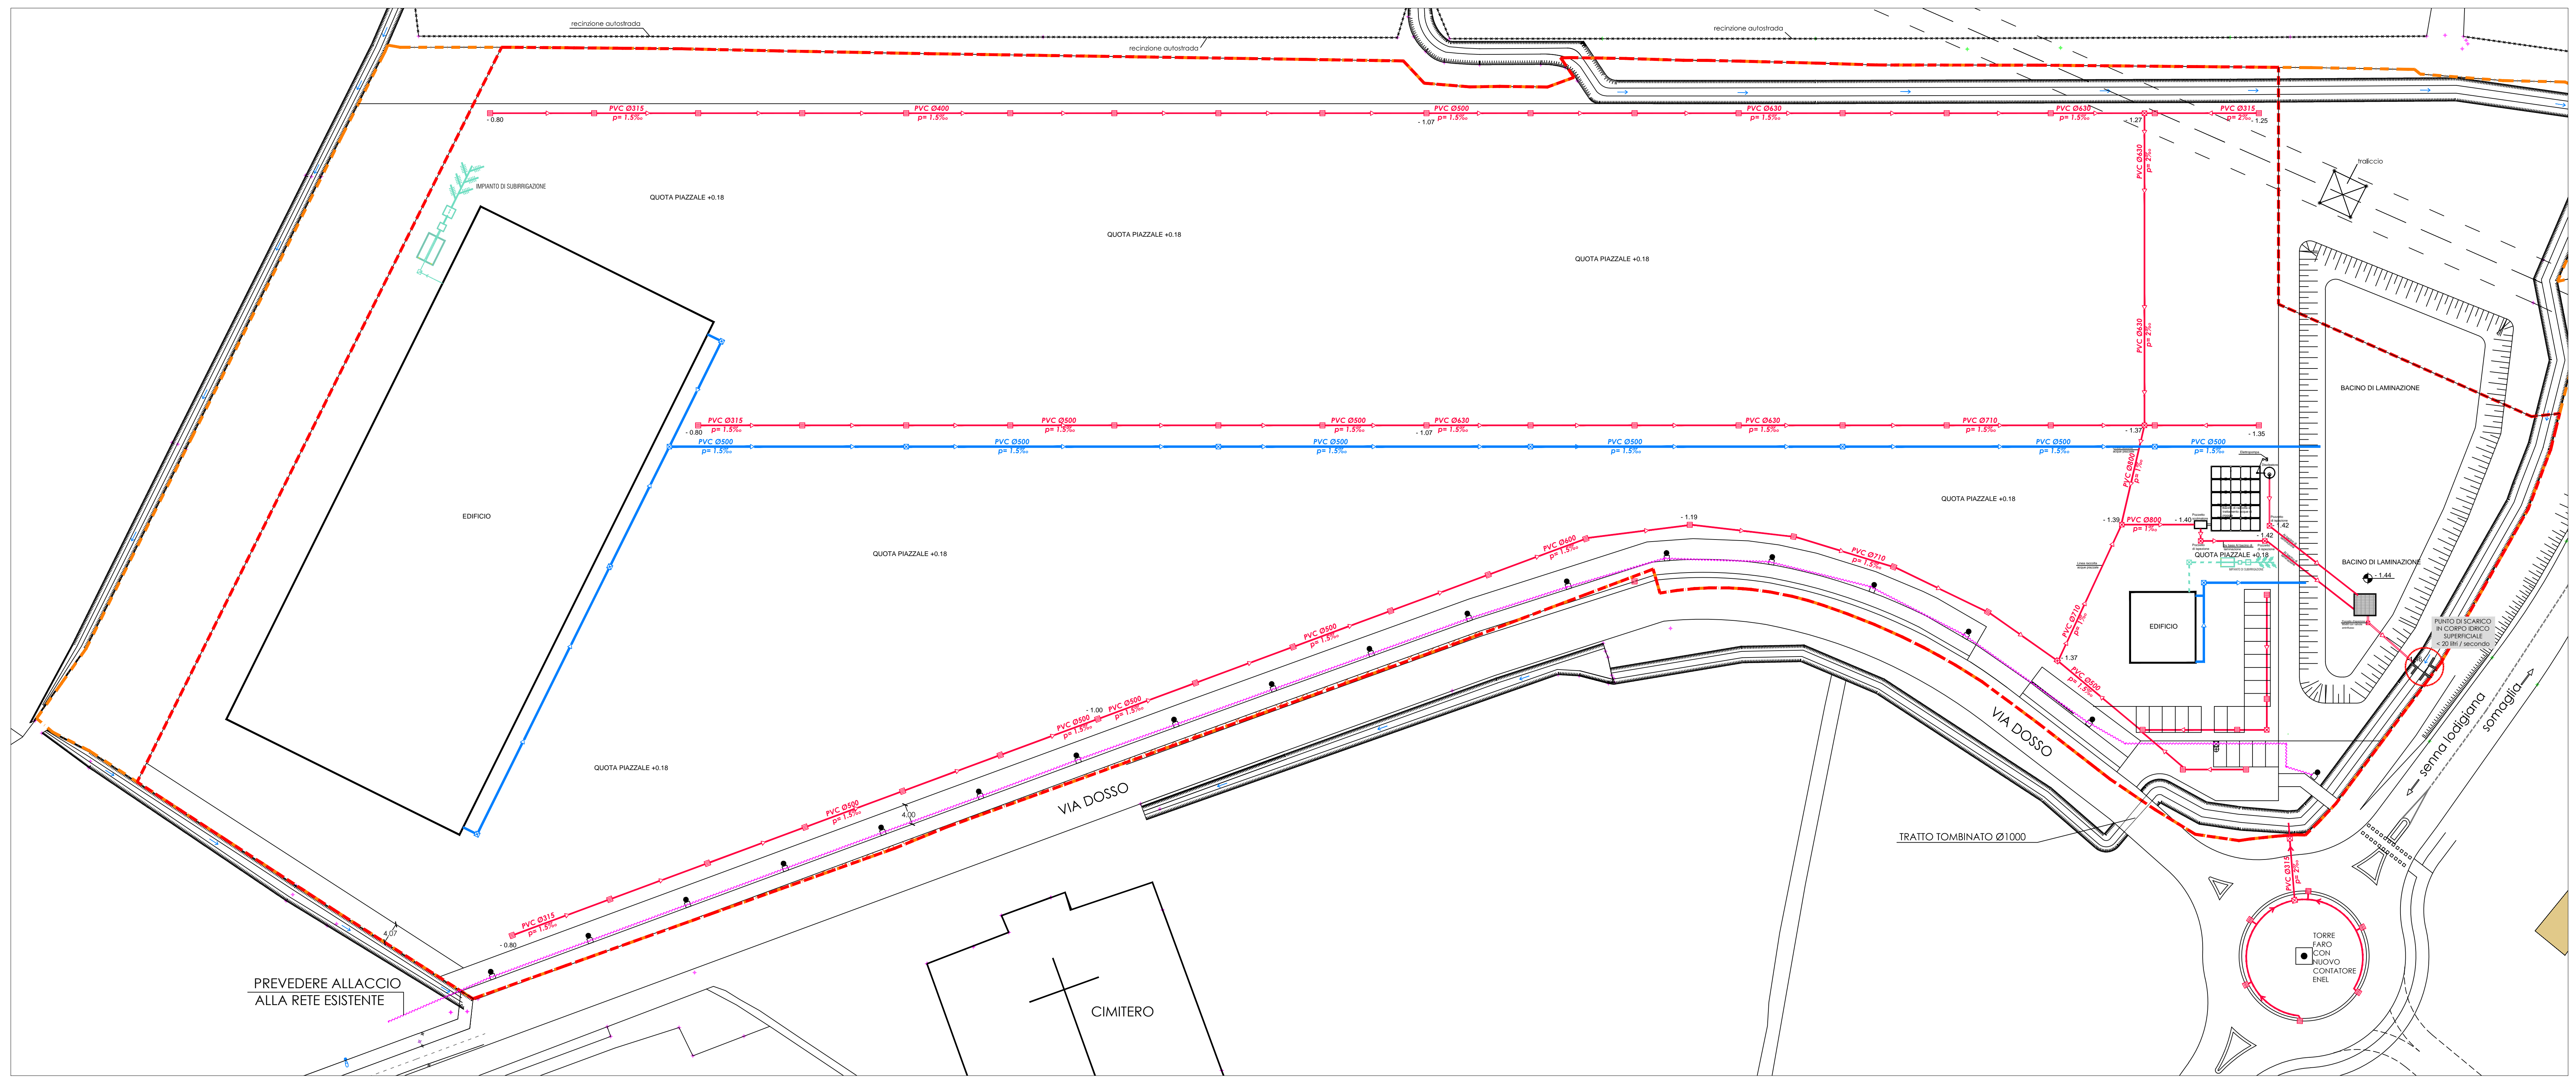 recinzione autostrada
recinzione autostrada
recinzione autostrada
PVC Ø315
p= 1.5‰
- 0.80
PVC Ø400
p= 1.5‰
PVC Ø500
p= 1.5‰
- 1.07
PVC Ø630
p= 1.5‰
PVC Ø630
p= 1.5‰
- 1.27
PVC Ø315
p= 2‰
- 1.25
PVC Ø630
p= 2‰
traliccio
IMPIANTO DI SUBIRRIGAZIONE
QUOTA PIAZZALE +0.18
QUOTA PIAZZALE +0.18
QUOTA PIAZZALE +0.18
PVC Ø630
p= 2‰
BACINO DI LAMINAZIONE
PVC Ø315
p= 1.5‰
- 0.80
PVC Ø500
p= 1.5‰
PVC Ø500
p= 1.5‰
- 1.07
PVC Ø630
p= 1.5‰
PVC Ø630
p= 1.5‰
PVC Ø710
p= 1.5‰
- 1.37
- 1.35
PVC Ø500
p= 1.5‰
PVC Ø500
p= 1.5‰
PVC Ø500
p= 1.5‰
PVC Ø500
p= 1.5‰
PVC Ø500
p= 1.5‰
PVC Ø500
p= 1.5‰
PVC Ø800
p= 1‰
QUOTA PIAZZALE +0.18
EDIFICIO
- 1.19
- 1.39
PVC Ø800
p= 1‰
- 1.40
- 1.42
- 1.42
QUOTA PIAZZALE +0.18
QUOTA PIAZZALE +0.18
PVC Ø600
p= 1.5‰
PVC Ø710
p= 1.5‰
BACINO DI LAMINAZIONE
- 1.44
PVC Ø710
p= 1‰
EDIFICIO
PUNTO DI SCARICO
IN CORPO IDRICO
SUPERFICIALE
< 20 litri / secondo
PVC Ø500
p= 1.5‰
- 1.37
PVC Ø500
p= 1.5‰
- 1.00
PVC Ø500
p= 1.5‰
PVC Ø500
p= 1.5‰
VIA DOSSO
senna lodigiana
somaglia
QUOTA PIAZZALE +0.18
PVC Ø500
p= 1.5‰
4.00
VIA DOSSO
TRATTO TOMBINATO Ø1000
PVC Ø315
p= 2‰
PVC Ø315
p= 1.5‰
- 0.80
4.07
TORRE
FARO
CON
NUOVO
CONTATORE
ENEL
PREVEDERE ALLACCIO
ALLA RETE ESISTENTE
CIMITERO